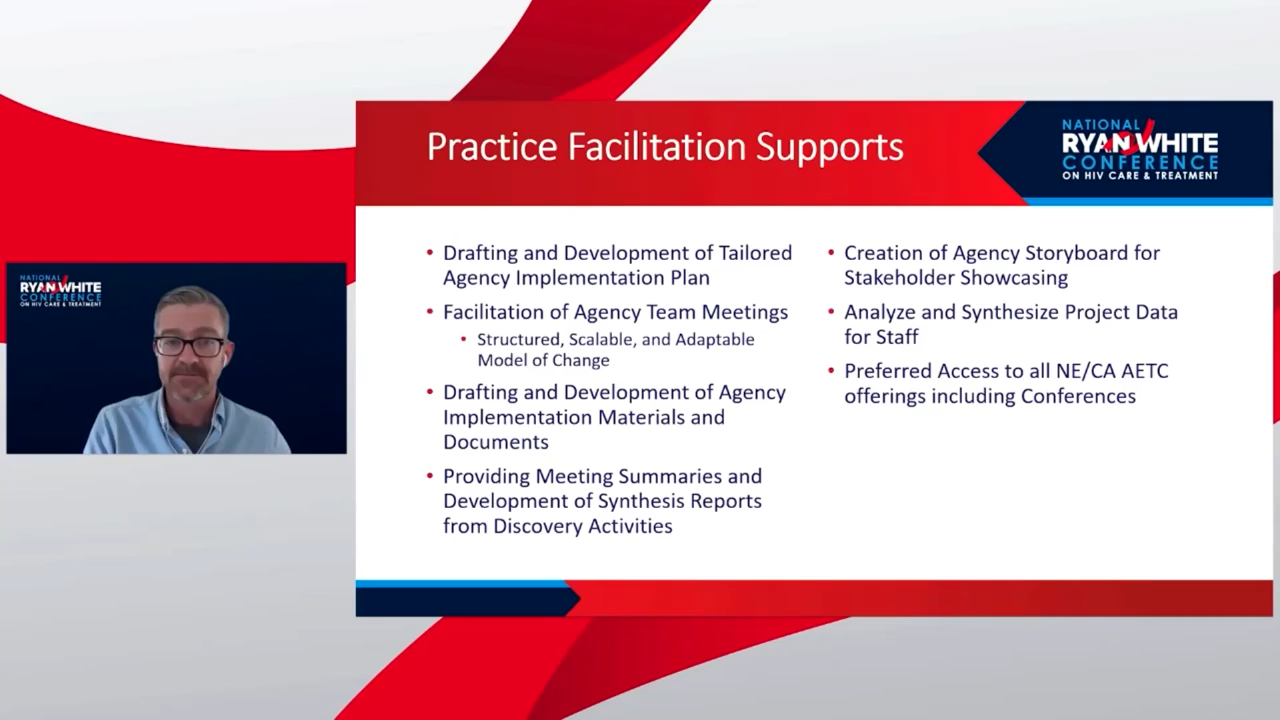 NATIONAL
RYAN WHITE
CONFERENCE
ON HIV CARE & TREATMENT
Practice Facilitation Supports
NATIONAL
RYAN WHITE
CONFERENCE
ON HIV CARE & TREATMENT
• Drafting and Development of Tailored
Agency Implementation Plan
• Facilitation of Agency Team Meetings
• Structured, Scalable, and Adaptable
Model of Change
• Drafting and Development of Agency
Implementation Materials and
Documents
• Providing Meeting Summaries and
Development of Synthesis Reports
from Discovery Activities
• Creation of Agency Storyboard for
Stakeholder Showcasing
• Analyze and Synthesize Project Data
for Staff
• Preferred Access to all NE/CA AETC
offerings including Conferences